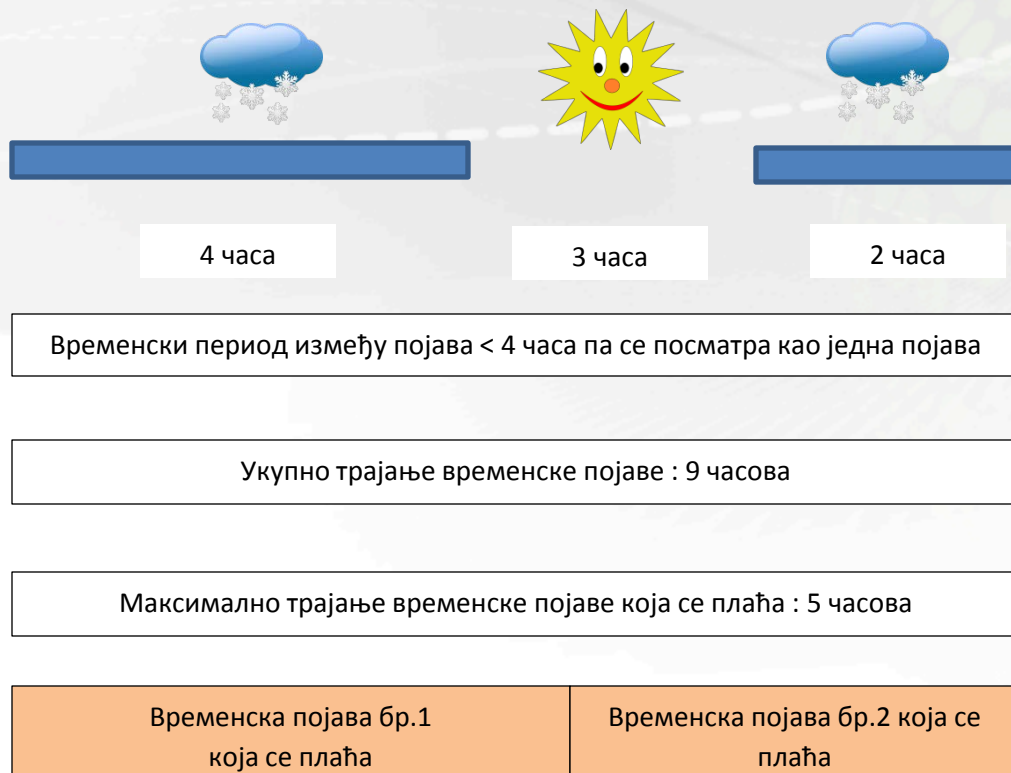 4 часа
3 часа
2 часа
Временски период између појава < 4 часа па се посматра као једна појава
Укупно трајање временске појаве : 9 часова
Максимално трајање временске појаве која се плаћа : 5 часова
Временска појава бр.1
која се плаћа
Временска појава бр.2 која се
плаћа